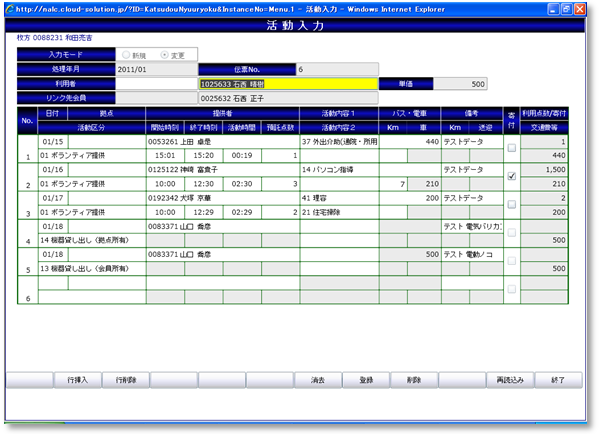 http://nalc.cloud-solution.jp/?ID=KatsudouNyuuryoku&InstanceNo=Menu.1 - 活動入力 - Windows Internet Explorer
活動入力
枚方 0088231 和田亮吉
入力モード 新規 変更
処理年月 2011/01 伝票No. 6
利用者 1025633 石西 晴樹 単価 500
リンク先会員 0025632 石西 正子
No. 日付 拠点 提供者 活動内容1 バス・電車 備考 寄付 利用点数/寄付
活動区分 開始時刻 終了時刻 活動時間 預託点数 活動内容2 Km 車 Km 送迎 交通費等
1 01/15 0053261 上田 卓是 37 外出介助(通院・所用 440 テストデータ 1
01 ボランティア提供 15:01 15:20 00:19 1 440
2 01/16 0125122 神崎 富貴子 14 パソコン指導 テストデータ 1,500
01 ボランティア提供 10:00 12:30 02:30 3 7 210 210
3 01/17 0192342 大塚 京華 41 理容 200 テストデータ 2
01 ボランティア提供 10:00 12:29 02:29 2 21 住宅掃除 200
4 01/18 0083371 山口 喬彦 テスト 電気バリカン
14 機器貸し出し（拠点所有） 500
5 01/18 0083371 山口 喬彦 500 テスト 電動ノコ
13 機器貸し出し（会員所有） 500
6
行挿入 行削除 消去 登録 削除 再読込み 終了